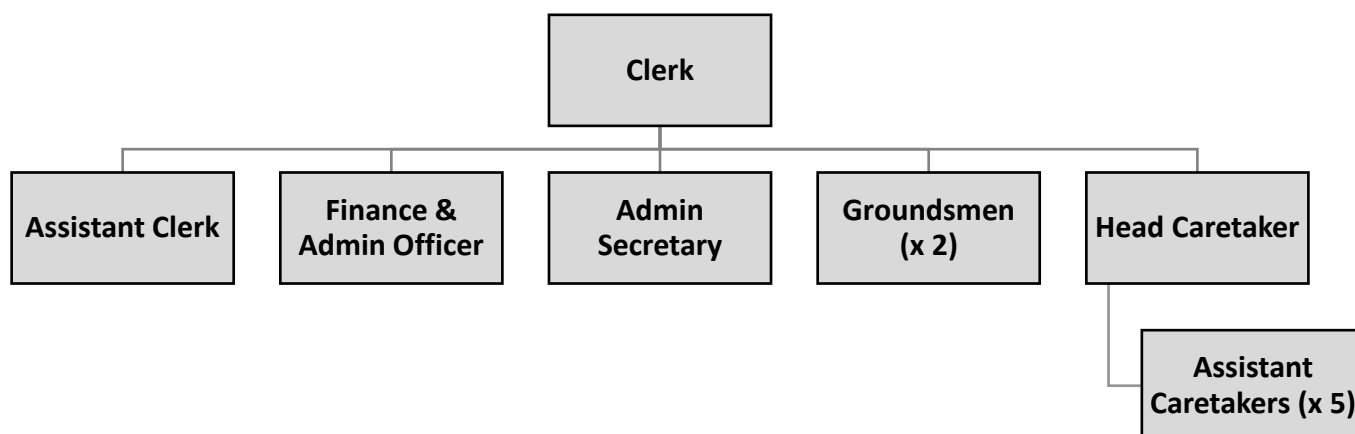 Clerk
Assistant Clerk
Finance &
Admin Officer
Admin
Secretary
Groundsmen
(x 2)
Head Caretaker
Assistant
Caretakers (x 5)